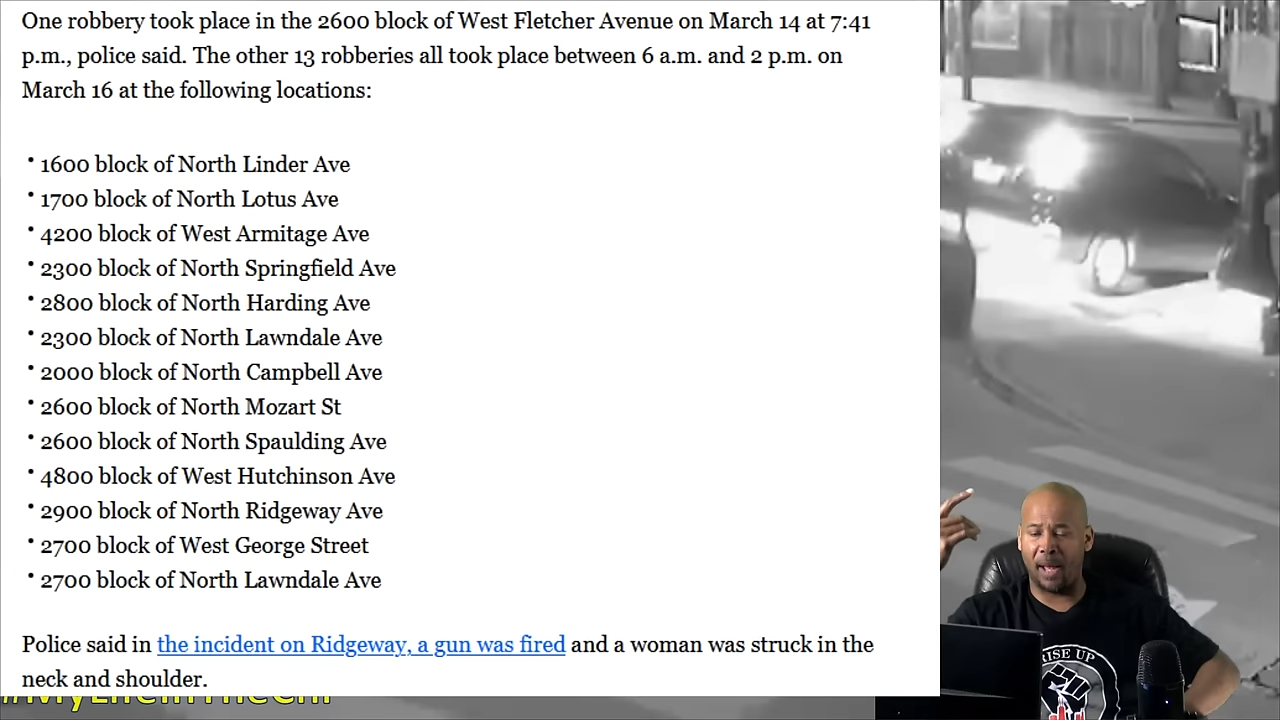 One robbery took place in the 2600 block of West Fletcher Avenue on March 14 at 7:41
p.m., police said. The other 13 robberies all took place between 6 a.m. and 2 p.m. on
March 16 at the following locations:
• 1600 block of North Linder Ave
• 1700 block of North Lotus Ave
• 4200 block of West Armitage Ave
• 2300 block of North Springfield Ave
• 2800 block of North Harding Ave
• 2300 block of North Lawndale Ave
• 2000 block of North Campbell Ave
• 2600 block of North Mozart St
• 2600 block of North Spaulding Ave
• 4800 block of West Hutchinson Ave
• 2900 block of North Ridgeway Ave
• 2700 block of West George Street
• 2700 block of North Lawndale Ave
Police said in the incident on Ridgeway, a gun was fired and a woman was struck in the
neck and shoulder.
#MyLifeInTheChi
RISE UP